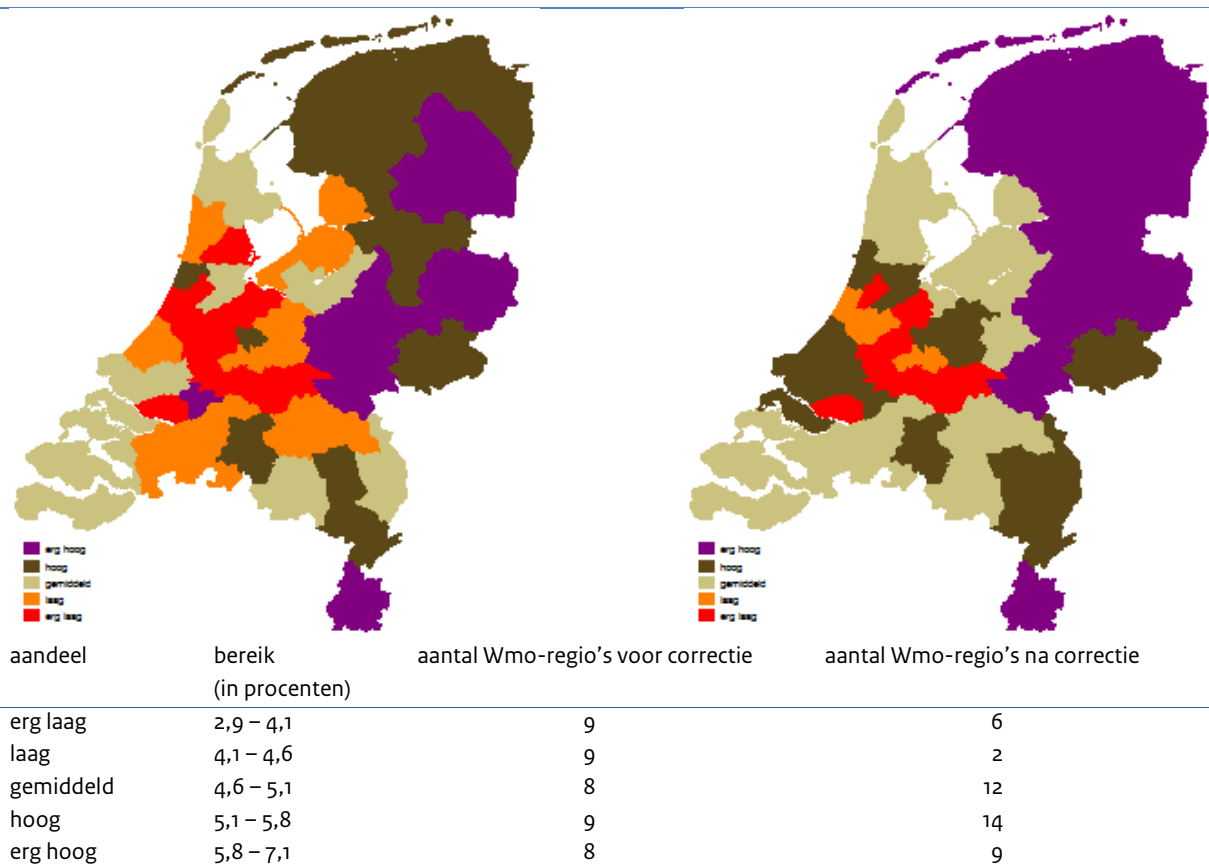 erg hoog
hoog
gemiddeld
laag
erg laag
erg hoog
hoog
gemiddeld
laag
erg laag
aandeel bereik aantal Wmo-regio's voor correctie aantal Wmo-regio's na correctie
(in procenten)
erg laag 2,9 – 4,1 9 6
laag 4,1 – 4,6 9 2
gemiddeld 4,6 – 5,1 8 12
hoog 5,1 – 5,8 9 14
erg hoog 5,8 – 7,1 8 9